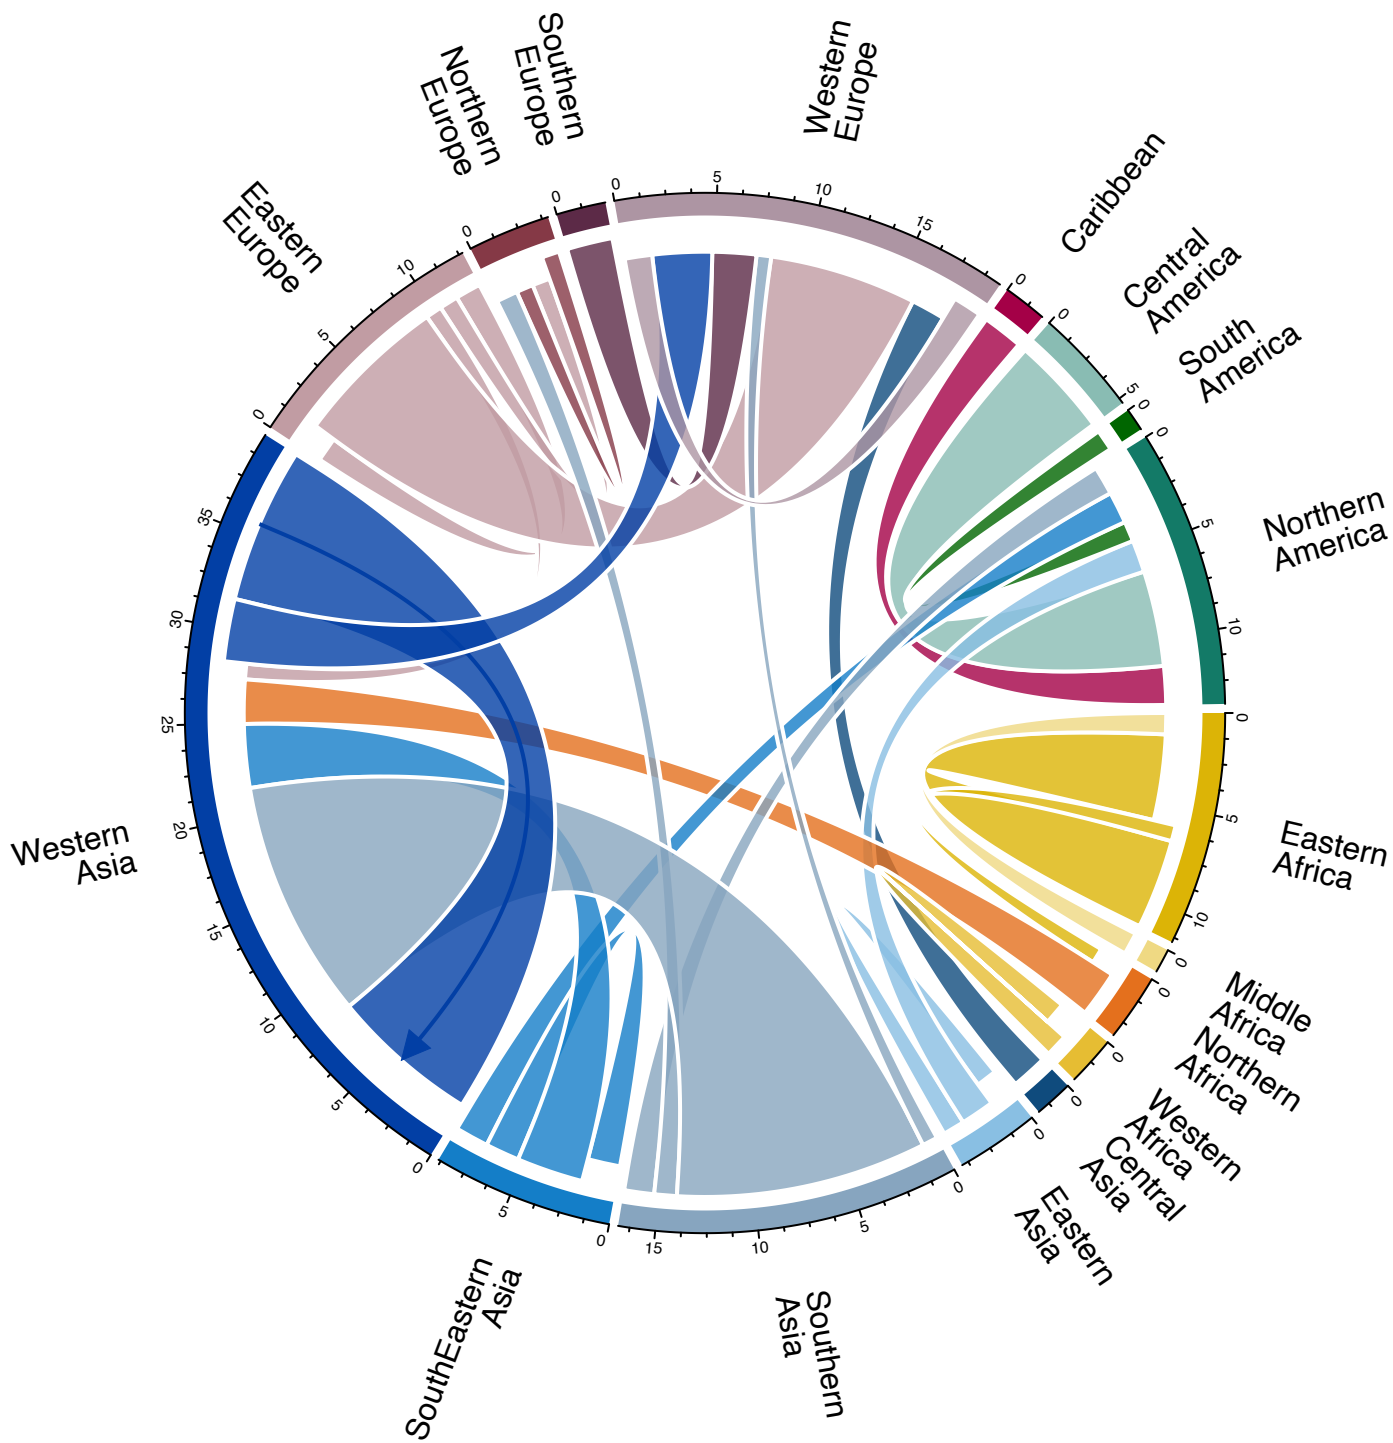 Southern
Europe
Northern
Europe
Western
Europe
Eastern
Europe
Caribbean
Central
America
South
America
Northern
America
Eastern
Africa
Middle
Africa
Northern
Africa
Western
Africa
Central
Asia
Eastern
Asia
Southern
Asia
SouthEastern
Asia
Western
Asia
0
5
10
0
0
0
5
10
15
0
0
5
0
0
5
10
0
5
10
0
0
0
0
0
0
5
10
15
0
5
0
5
10
15
20
25
30
35